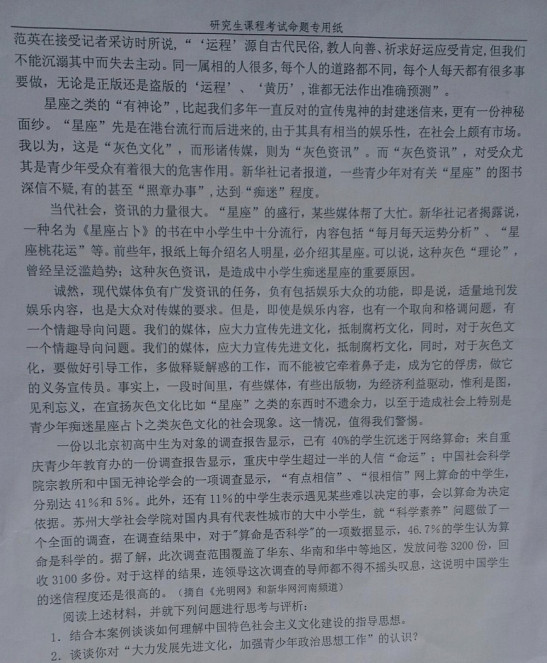 研究生课程考试命题专用纸
范英在接受记者采访时所说，“‘运程’源自古代民俗,教人向善、祈求好运应受肯定,但我们
不能沉溺其中而失去主动。同一属相的人很多,每个人的道路都不同，每个人每天都有很多事
要做，无论是正版还是盗版的‘运程’、‘黄历’,谁都无法作出准确预测”。
星座之类的“有神论”,比起我们多年一直反对的宣传鬼神的封建迷信来,更有一份神秘
面纱。“星座”先是在港台流行而后进来的,由于其具有相当的娱乐性，在社会上颇有市场。
我以为，这是“灰色文化”，而形诸传媒，则为“灰色资讯”。而“灰色资讯”，对受众尤
其是青少年受众有着很大的危害作用。新华社记者报道，一些青少年对有关“星座”的图书
深信不疑,有的甚至“照章办事”,达到“痴迷”程度。
当代社会，资讯的力量很大。“星座”的盛行，某些媒体帮了大忙。新华社记者揭露说，
一种名为《星座占卜》的书在中小学生中十分流行，内容包括“每月每天运势分析”、“星
座桃花运”等。前些年，报纸上每介绍名人明星，必介绍其星座。可以说，这种灰色“理论”，
曾经呈泛滥趋势；这种灰色资讯，是造成中小学生痴迷星座的重要原因。
诚然，现代媒体负有广发资讯的任务，负有包括娱乐大众的功能，即是说，适量地刊发
娱乐内容，也是大众对传媒的要求。但是，即使是娱乐内容，也有一个取向和格调问题，有
一个情趣导向问题。我们的媒体，应大力宣传先进文化，抵制腐朽文化，同时，对于灰色文
一个情趣导向问题。我们的媒体，应大力宣传先进文化，抵制腐朽文化，同时，对于灰色文
化，要做好引导工作，多做释疑解惑的工作，而不能被它牵着鼻子走，成为它的俘虏，做它
的义务宣传员。事实上，一段时间里，有些媒体，有些出版物，为经济利益驱动，惟利是图，
见利忘义，在宣扬灰色文化比如“星座”之类的东西时不遗余力，以至于造成社会上特别是
青少年痴迷星座占卜之类灰色文化的社会现象。这一情况，值得我们警惕。
一份以北京初高中生为对象的调查报告显示，已有 40%的学生沉迷于网络算命；来自重
庆青少年教育办的一份调查报告显示，重庆中学生超过一半的人信“命运”；中国社会科学
院宗教所和中国无神论学会的一项调查显示，“有点相信”、“很相信”网上算命的中学生，
分别达 41％和 5％。此外，还有 11％的中学生表示遇见某些难以决定的事，会以算命为决定
依据。苏州大学社会学院对国内具有代表性城市的大中小学生，就“科学素养”问题做了一
个全面的调查，在调查结果中，对于"算命是否科学"的一项数据显示，46.7％的学生认为算
命是科学的。据了解，此次调查范围覆盖了华东、华南和华中等地区，发放问卷 3200 份，回
收 3100 多份。对于这样的结果，连领导这次调查的导师都不得不摇头叹息，这说明中国学生
的迷信程度还是很高的。（摘自《光明网》和新华网河南频道）
阅读上述材料，并就下列问题进行思考与评析：
1．结合本案例谈谈如何理解中国特色社会主义文化建设的指导思想。
2．谈谈你对“大力发展先进文化，加强青少年政治思想工作”的认识？